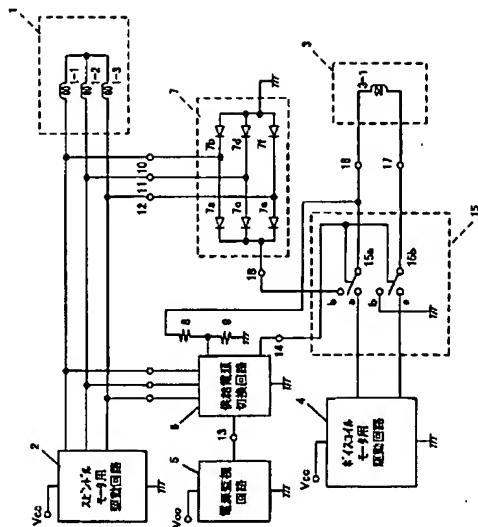 1
1-1
1-2
1-3
2
Vcc
スピンドル
モータ用
駆動回路
7
7b
7d
7f
7a
7c
7e
10
11
12
18
3
3-1
16
17
8
9
14
6
供給電源
切換回路
13
5
Vcc
電源監視
回路
4
Vcc
ボイスコイル
モータ用
駆動回路
15
15a
15b
b
a
b
a